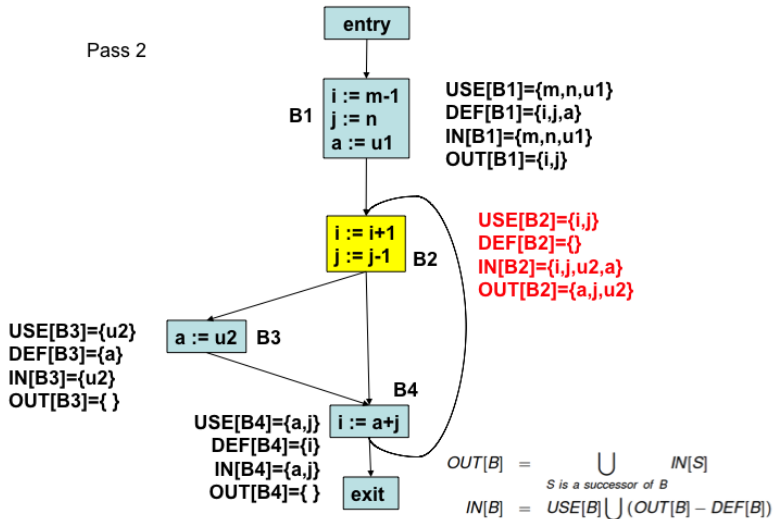 entry
Pass 2
B1
i := m-1
j := n
a := u1
USE[B1]={m,n,u1}
DEF[B1]={i,j,a}
IN[B1]={m,n,u1}
OUT[B1]={i,j}
i := i+1
j := j-1
B2
USE[B2]={i,j}
DEF[B2]={}
IN[B2]={i,j,u2,a}
OUT[B2]={a,j,u2}
USE[B3]={u2}
DEF[B3]={a}
IN[B3]={u2}
OUT[B3]={ }
a := u2
B3
B4
i := a+j
USE[B4]={a,j}
DEF[B4]={i}
IN[B4]={a,j}
OUT[B4]={ }
exit
OUT[B] = ⋃ IN[S]
S is a successor of B
IN[B] = USE[B] ⋃ (OUT[B] − DEF[B])